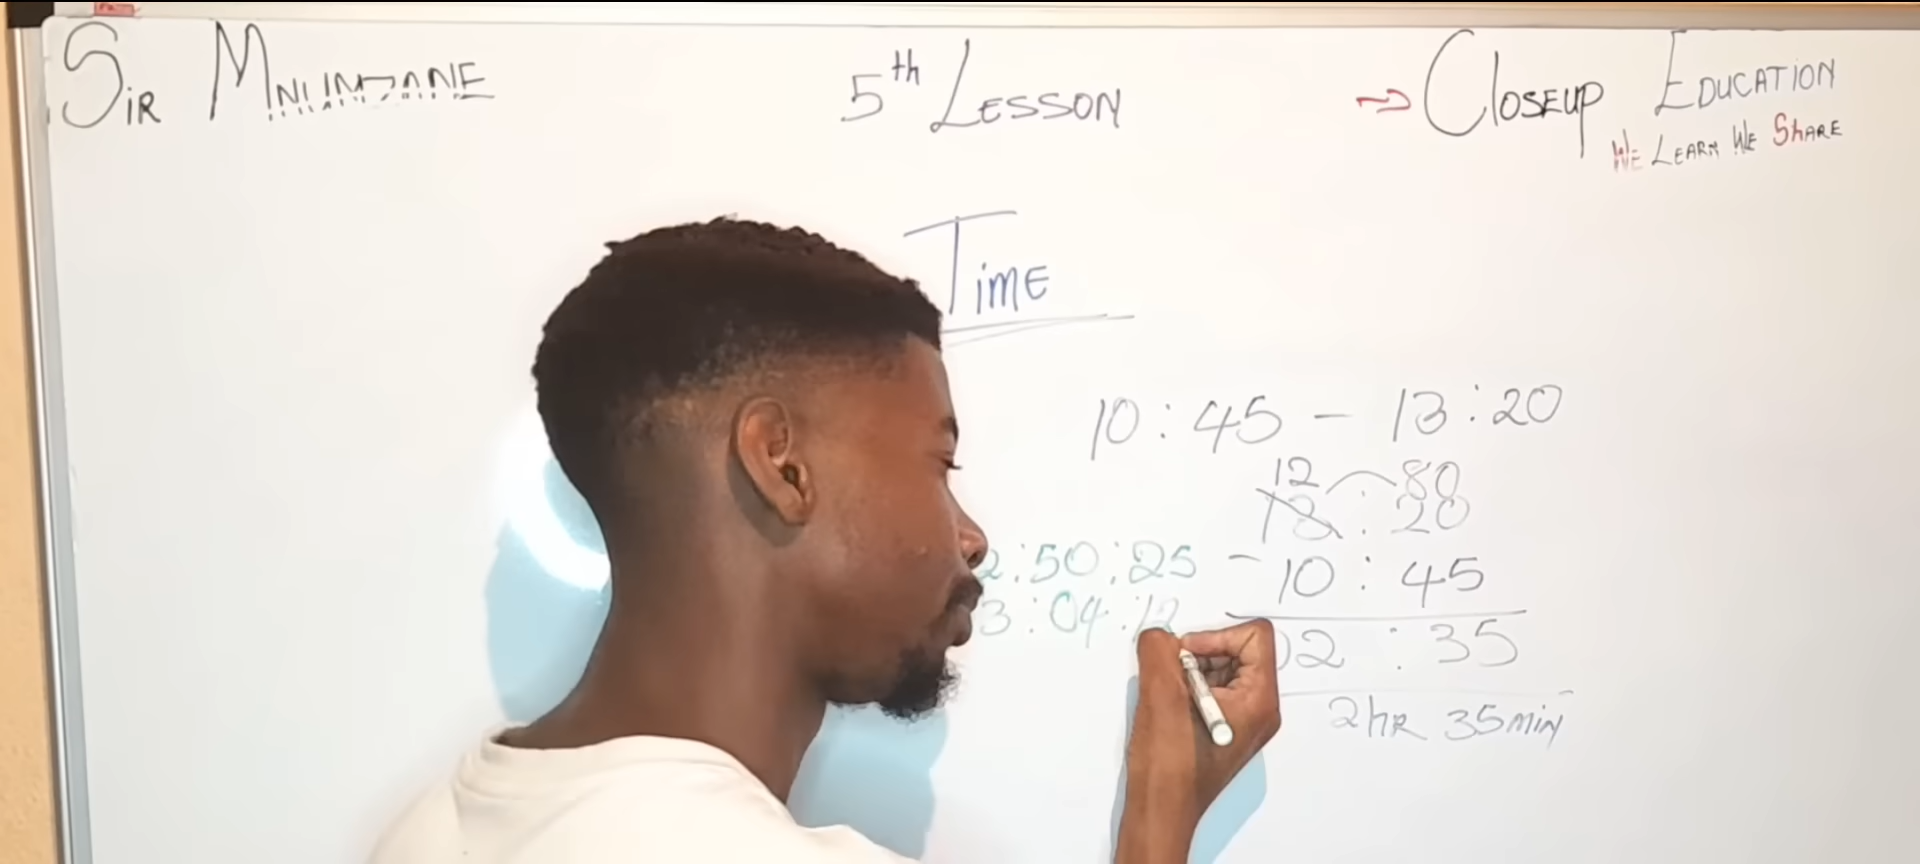 Sir MNUMZANE
5th LESSON
→ CLOSEUP EDUCATION
WE LEARN WE ShARE
TiME
10:45 - 13:20
12 80
13:20
- 10:45
02:35
2hR 35miN
2:50:25
3:04:12